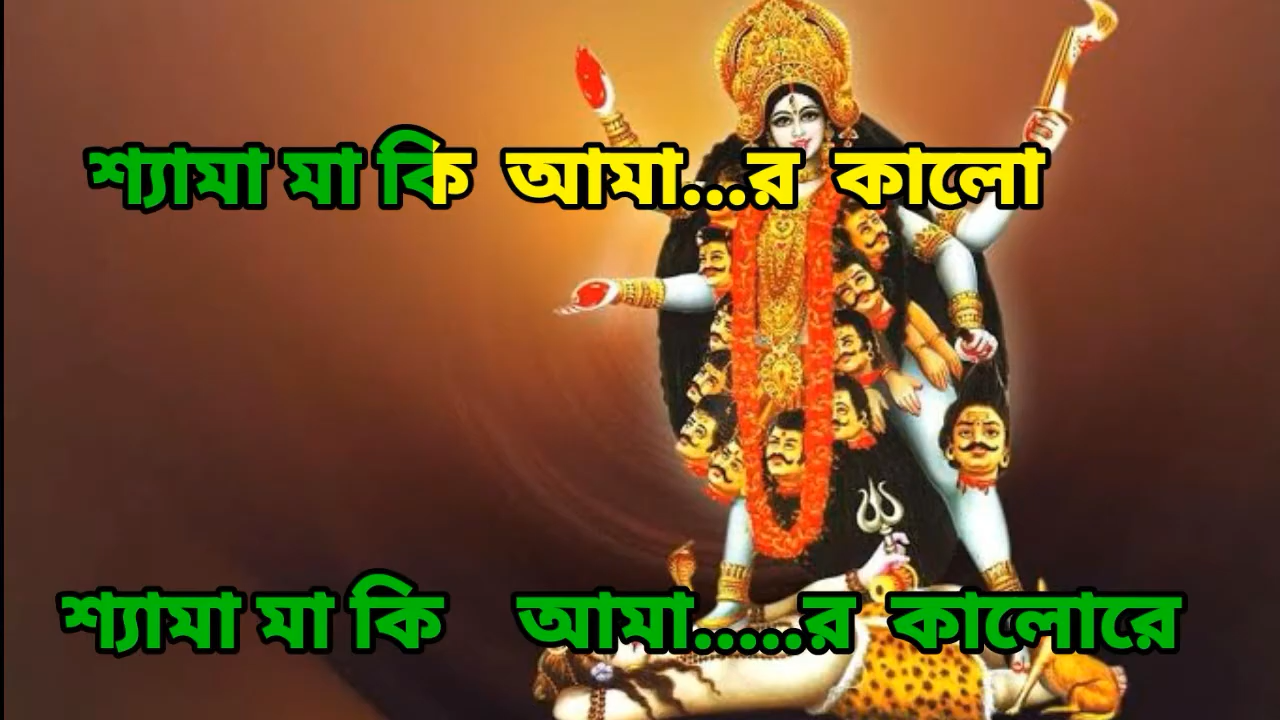 শ্যামা মা কি আমা...র কালো
শ্যামা মা কি আমা.....র কালোরে